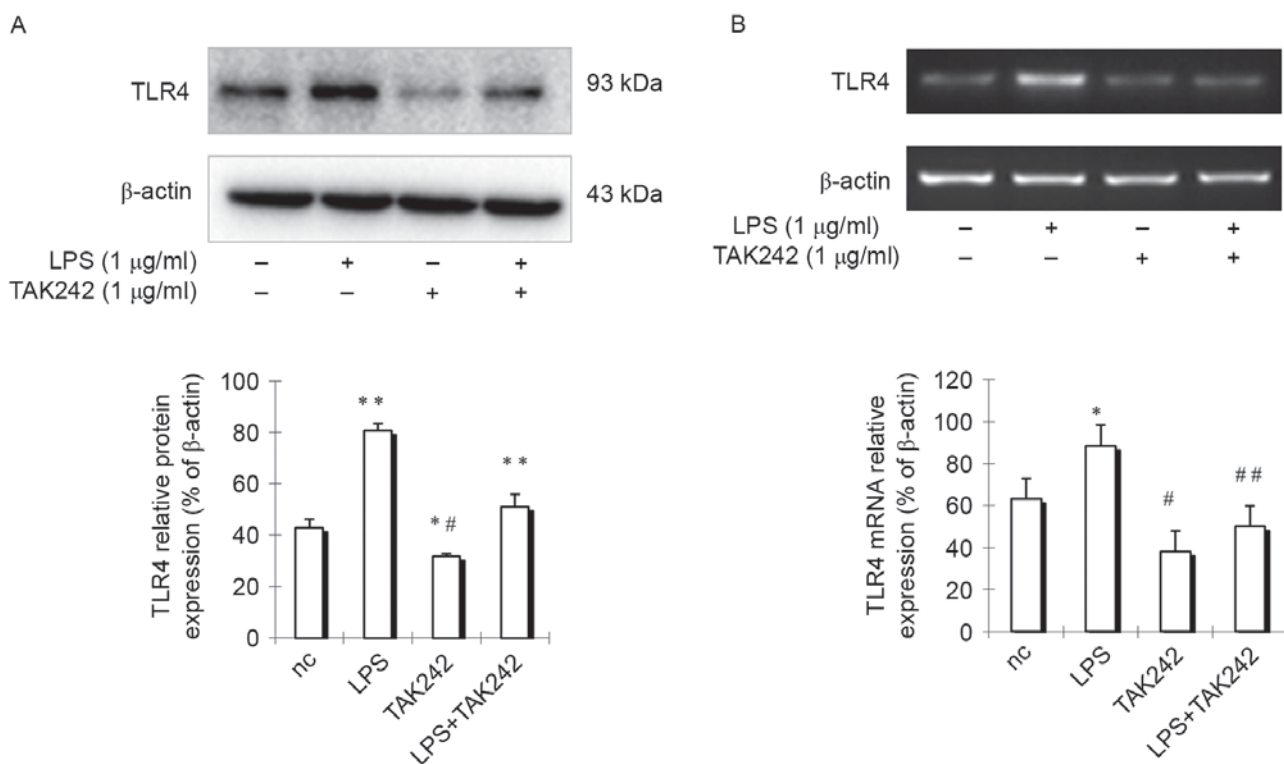 A
TLR4
93 kDa
β-actin
43 kDa
LPS (1 μg/ml) – + – +
TAK242 (1 μg/ml) – – + +
TLR4 relative protein
expression (% of β-actin)
100
80
60
40
20
0
**
*#
**
nc
LPS
TAK242
LPS+TAK242
B
TLR4
β-actin
LPS (1 μg/ml) – + – +
TAK242 (1 μg/ml) – – + +
TLR4 mRNA relative
expression (% of β-actin)
120
100
80
60
40
20
0
*
#
##
nc
LPS
TAK242
LPS+TAK242